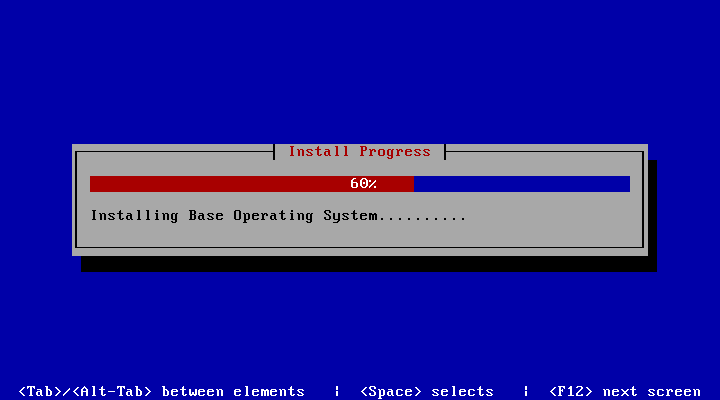 Install Progress
60%
Installing Base Operating System..........
<Tab>/<Alt-Tab> between elements   |  <Space> selects   |  <F12> next screen